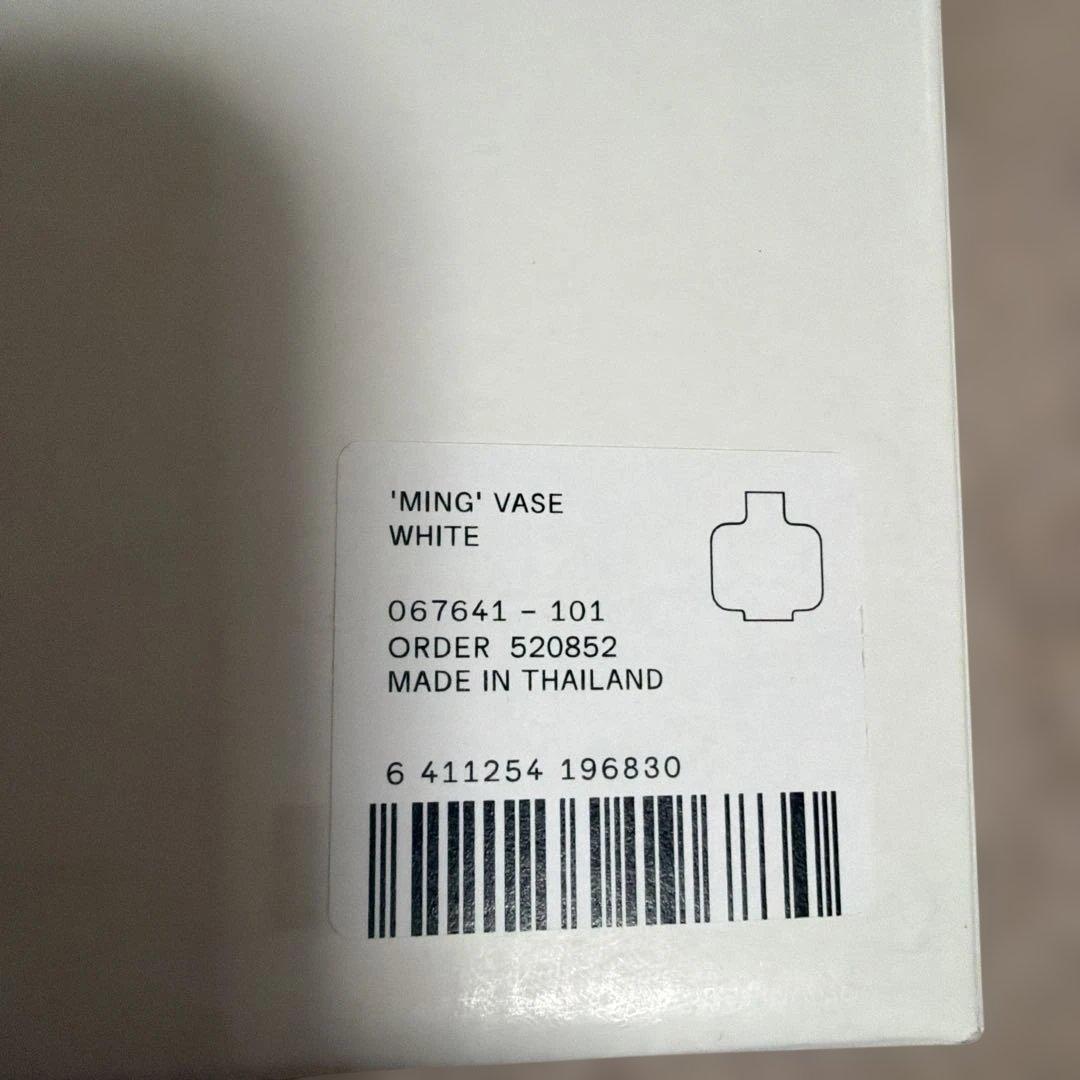 'MING' VASE
WHITE
067641 – 101
ORDER 520852
MADE IN THAILAND
6 411254 196830